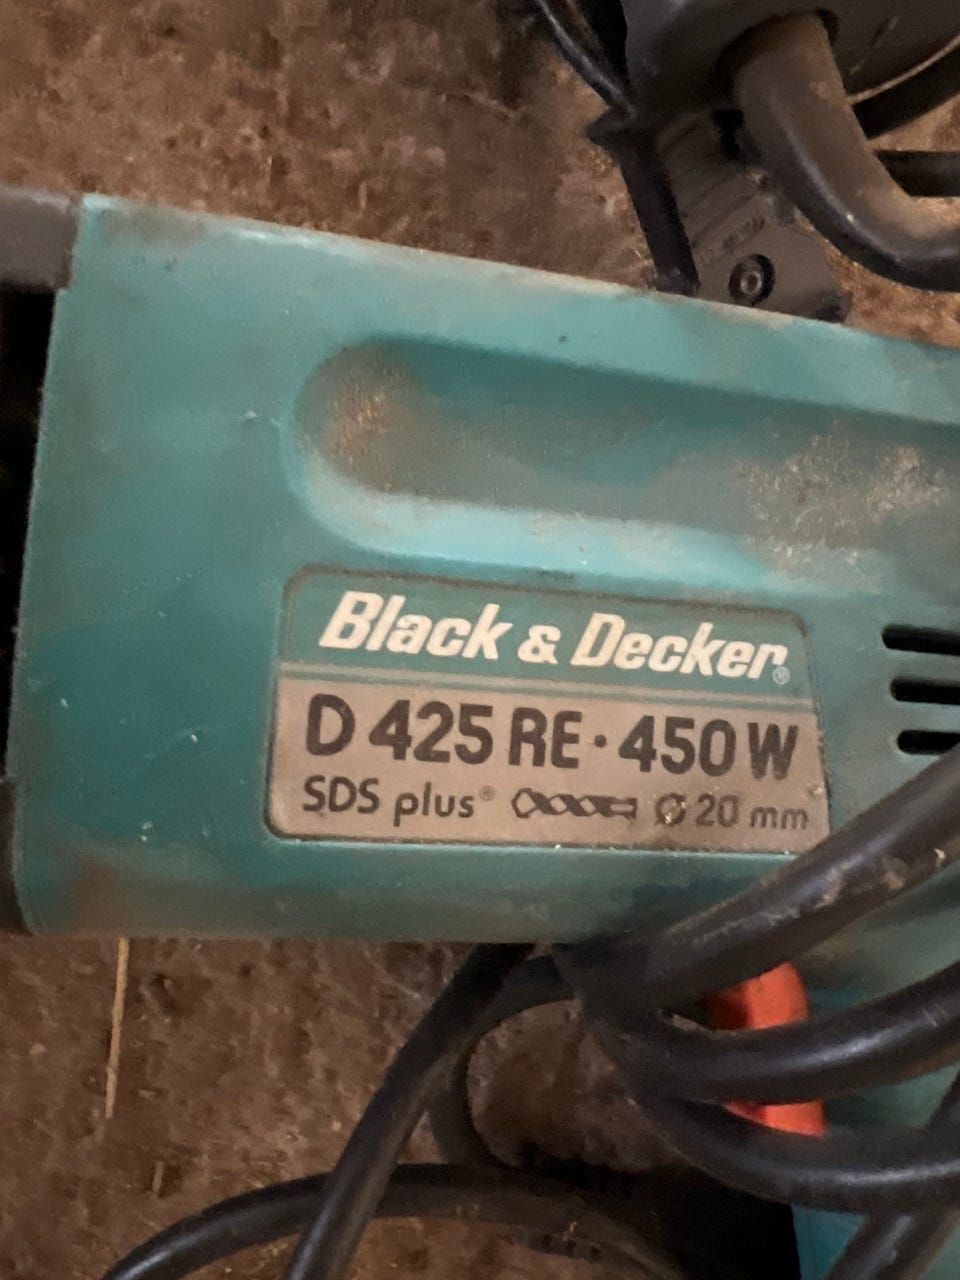 Black & Decker®
D 425 RE · 450 W
SDS plus® Ø 20 mm